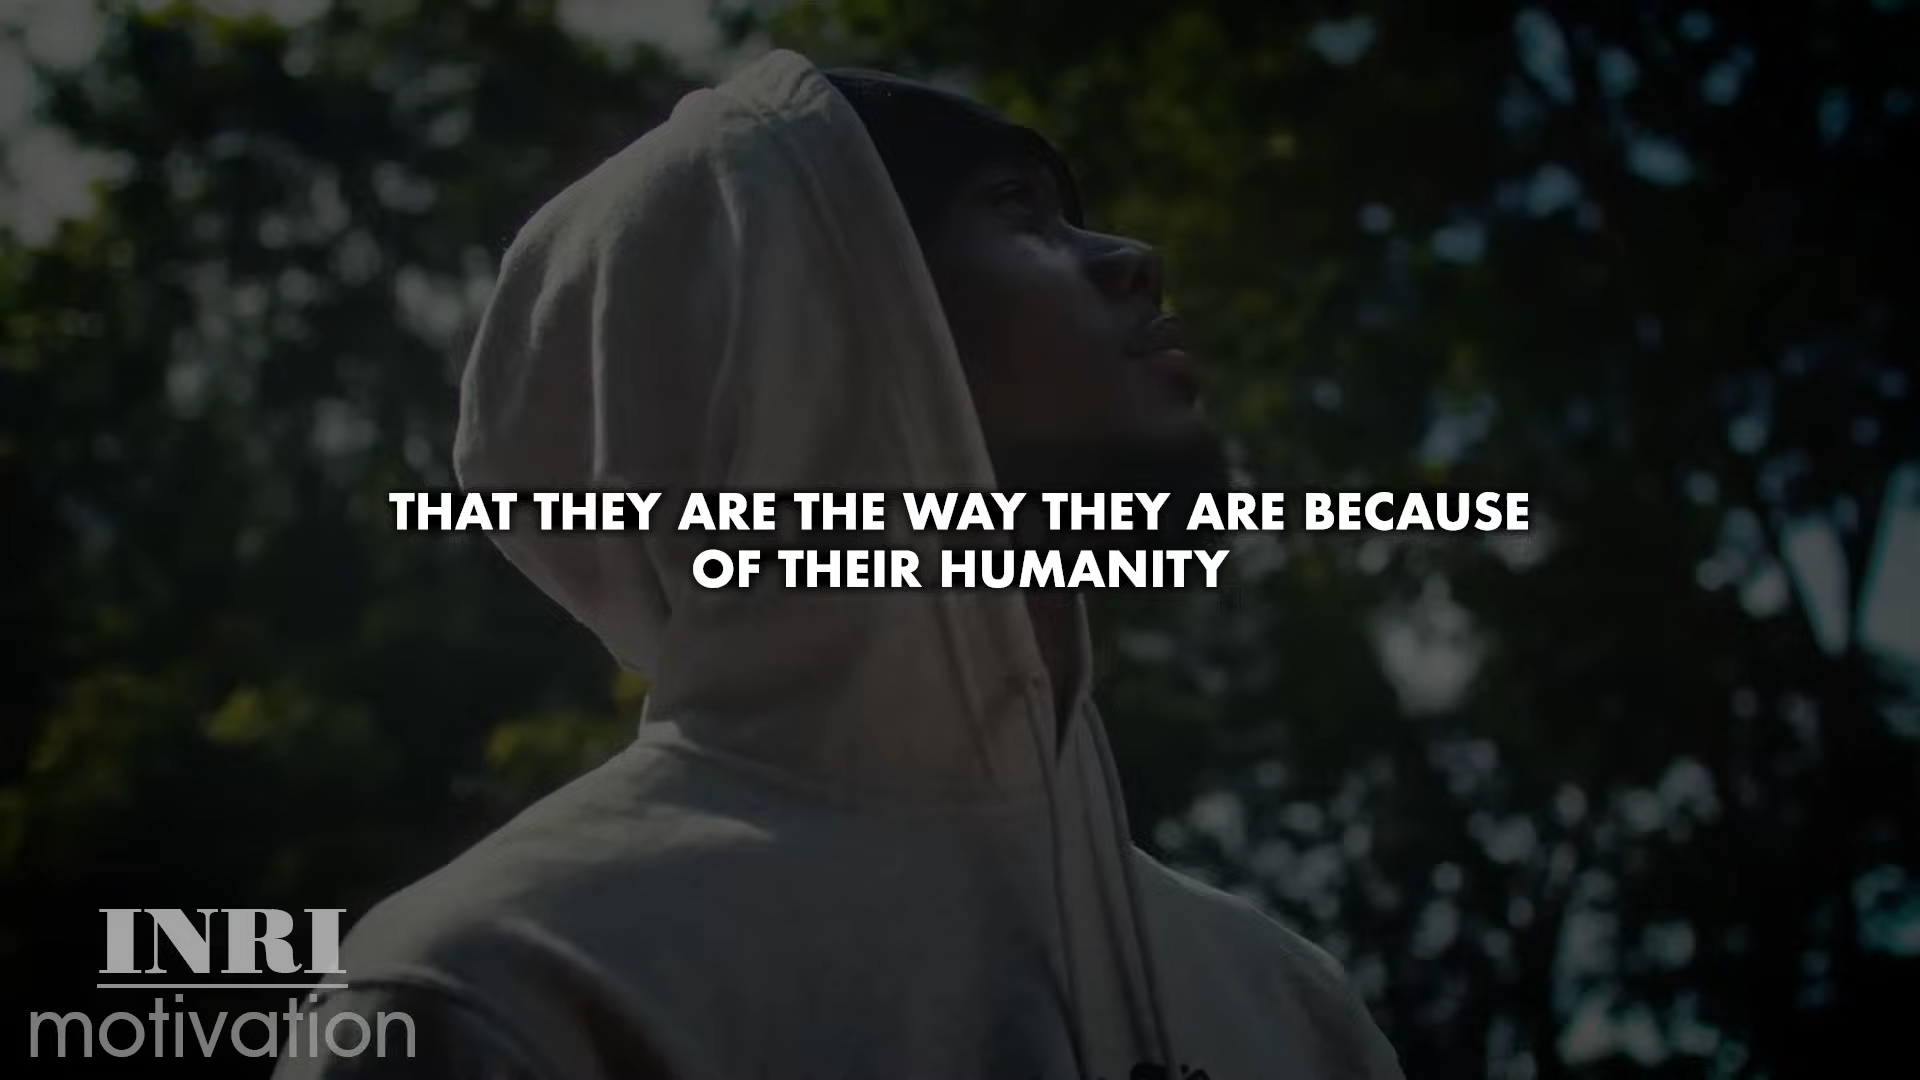 THAT THEY ARE THE WAY THEY ARE BECAUSE
OF THEIR HUMANITY
INRI
motivation